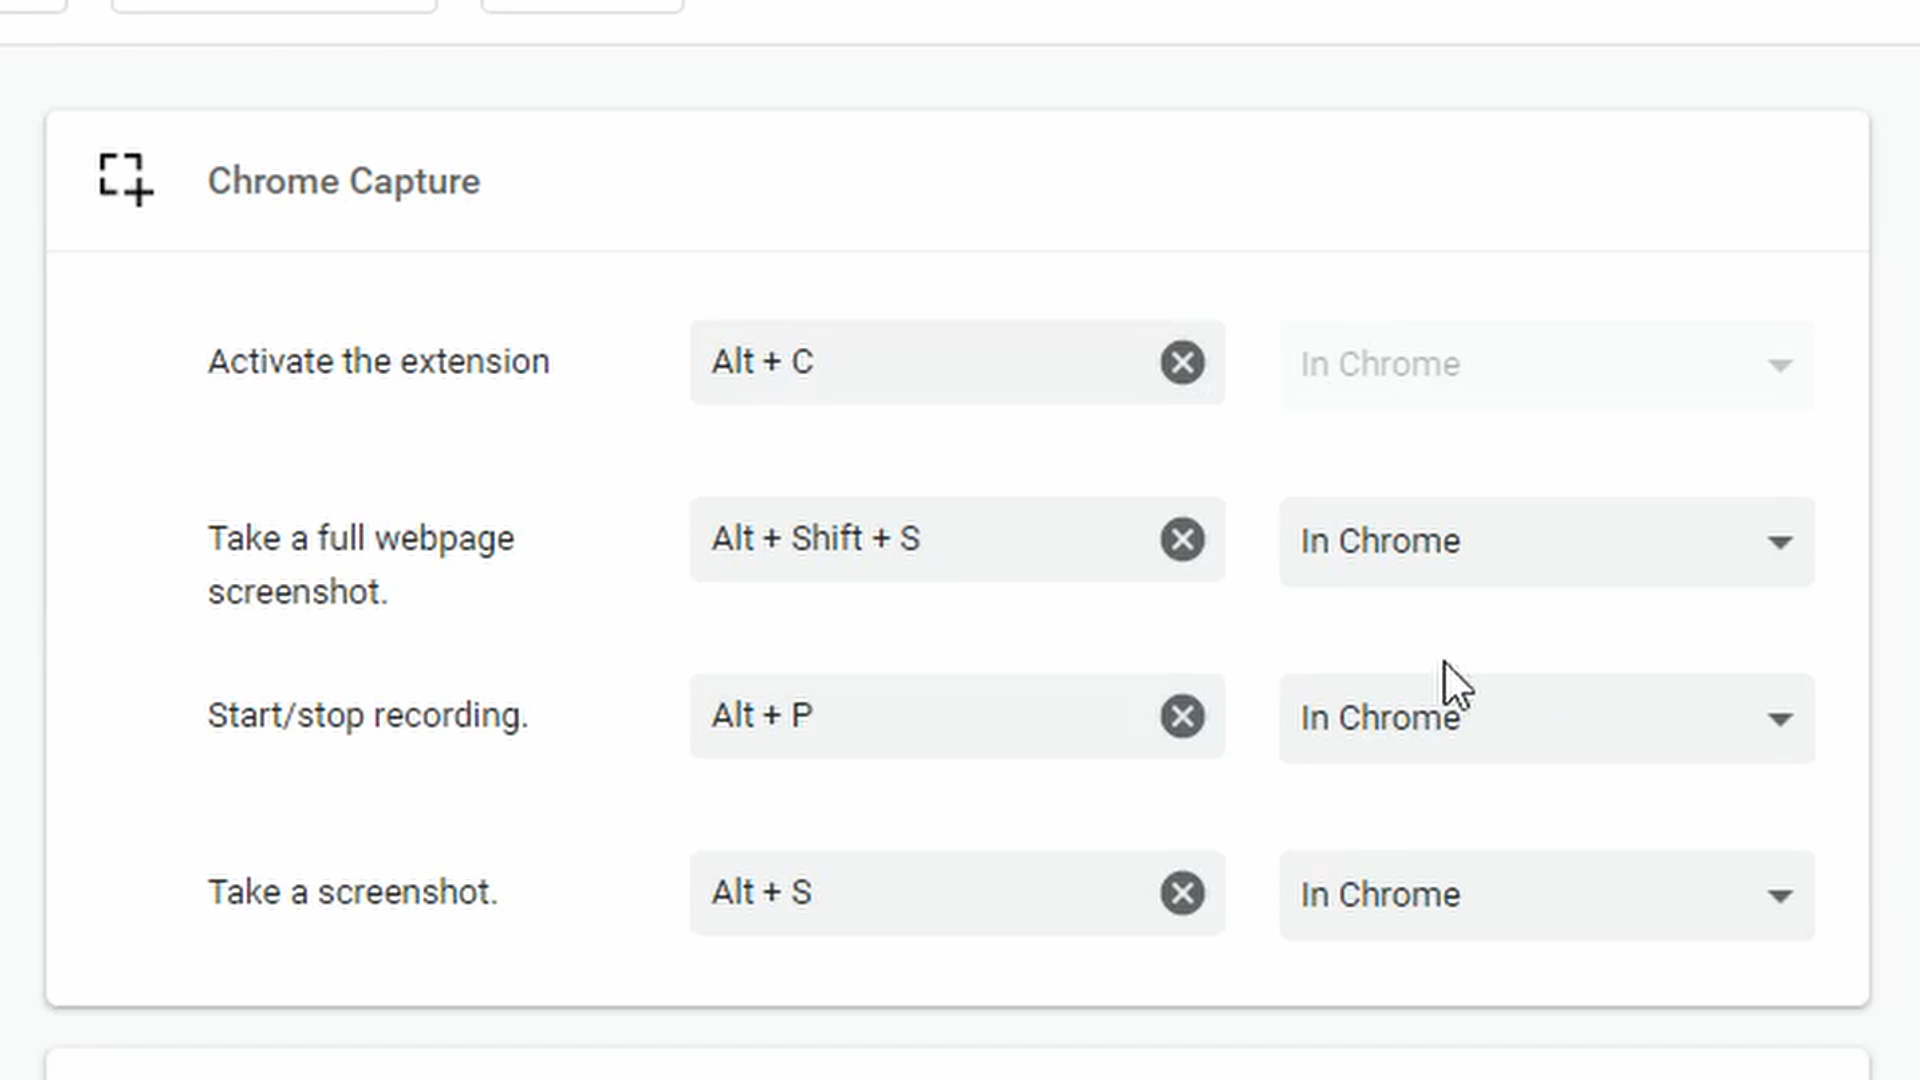 Chrome Capture
Activate the extension
Alt + C
In Chrome
Take a full webpage
screenshot.
Alt + Shift + S
In Chrome
Start/stop recording.
Alt + P
In Chrome
Take a screenshot.
Alt + S
In Chrome